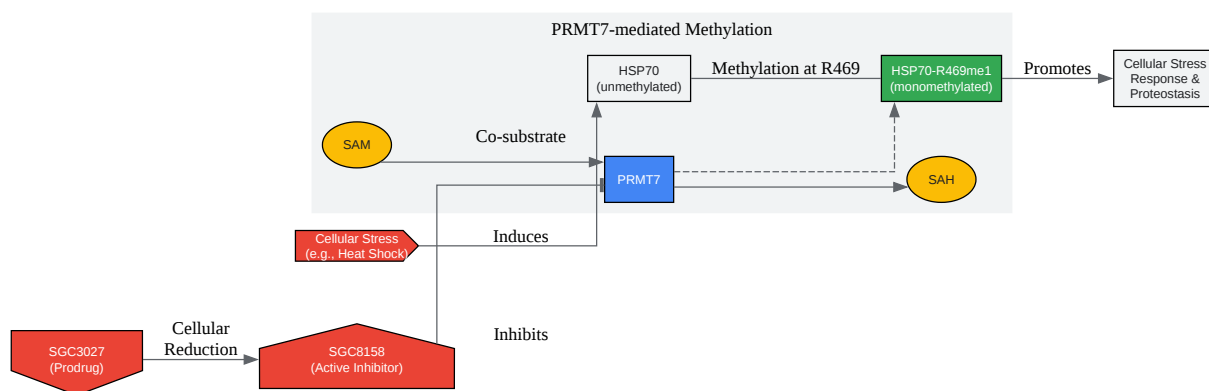 PRMT7-mediated Methylation
HSP70
(unmethylated)
Methylation at R469
HSP70-R469me1
(monomethylated)
Promotes
Cellular Stress
Response &
Proteostasis
SAM
Co-substrate
PRMT7
SAH
Cellular Stress
(e.g., Heat Shock)
Induces
SGC3027
(Prodrug)
Cellular
Reduction
SGC8158
(Active Inhibitor)
Inhibits